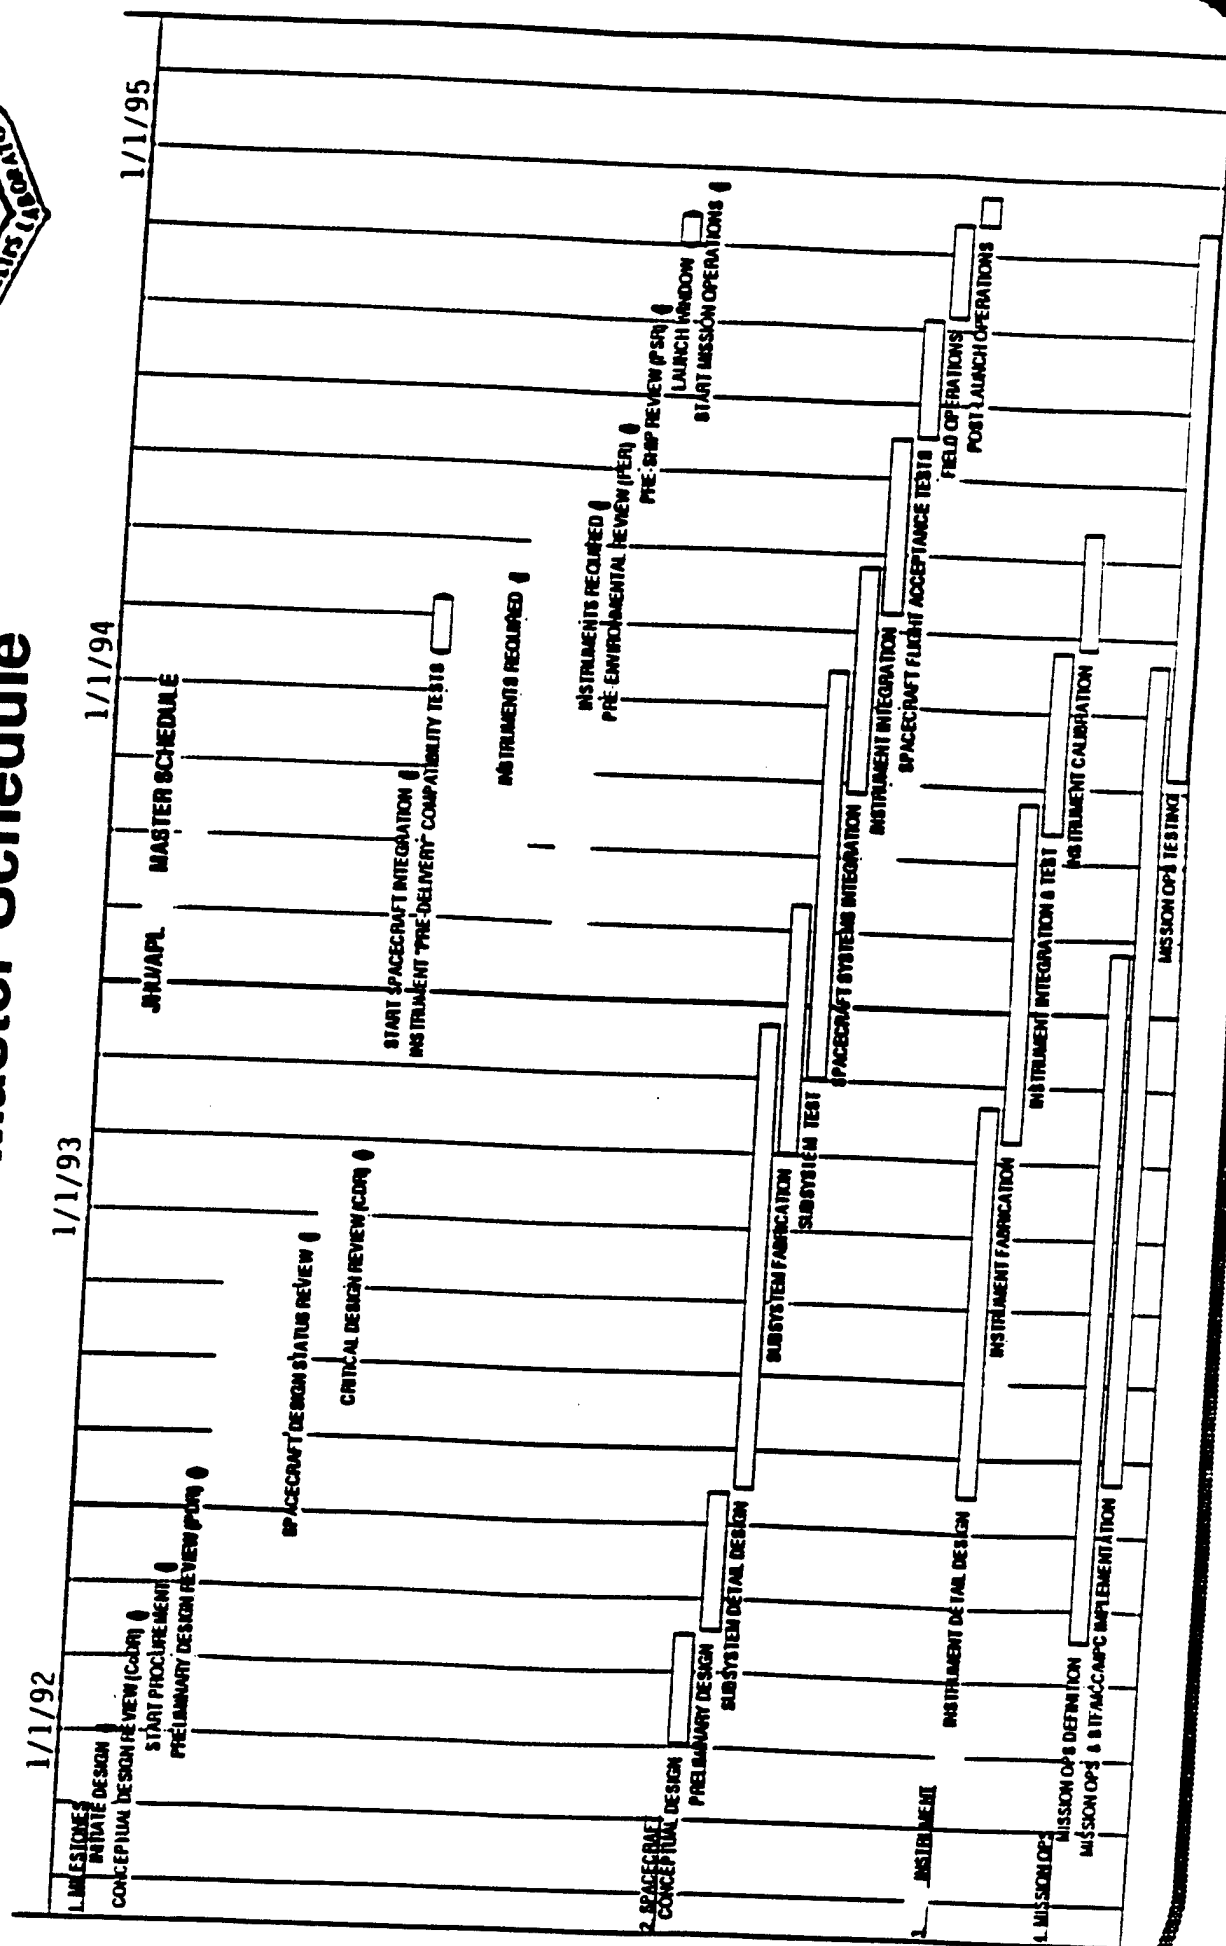 Master Schedule
1/1/92
1/1/93
1/1/94
1/1/95
JHU/APL MASTER SCHEDULE
1. MILESTONES
INITIATE DESIGN
CONCEPTUAL DESIGN REVIEW (CoDR)
START PROCUREMENT
PRELIMINARY DESIGN REVIEW (PDR)
SPACECRAFT DESIGN STATUS REVIEW
CRITICAL DESIGN REVIEW (CDR)
START SPACECRAFT INTEGRATION
INSTRUMENT "PRE-DELIVERY" COMPATIBILITY TESTS
INSTRUMENTS REQUIRED
INSTRUMENTS REQUIRED
PRE-ENVIRONMENTAL REVIEW (PER)
PRE-SHIP REVIEW (PSR)
LAUNCH WINDOW
START MISSION OPERATIONS
2. SPACECRAFT
CONCEPTUAL DESIGN
PRELIMINARY DESIGN
SUBSYSTEM DETAIL DESIGN
SUBSYSTEM FABRICATION
SUBSYSTEM TEST
SPACECRAFT SYSTEMS INTEGRATION
INSTRUMENT INTEGRATION
SPACECRAFT FLIGHT ACCEPTANCE TESTS
FIELD OPERATIONS
POST LAUNCH OPERATIONS
3. INSTRUMENT
INSTRUMENT DETAIL DESIGN
INSTRUMENT FABRICATION
INSTRUMENT INTEGRATION & TEST
INSTRUMENT CALIBRATION
4. MISSION OPS
MISSION OPS DEFINITION
MISSION OPS & IMPLEMENTATION
MISSION OPS TESTING